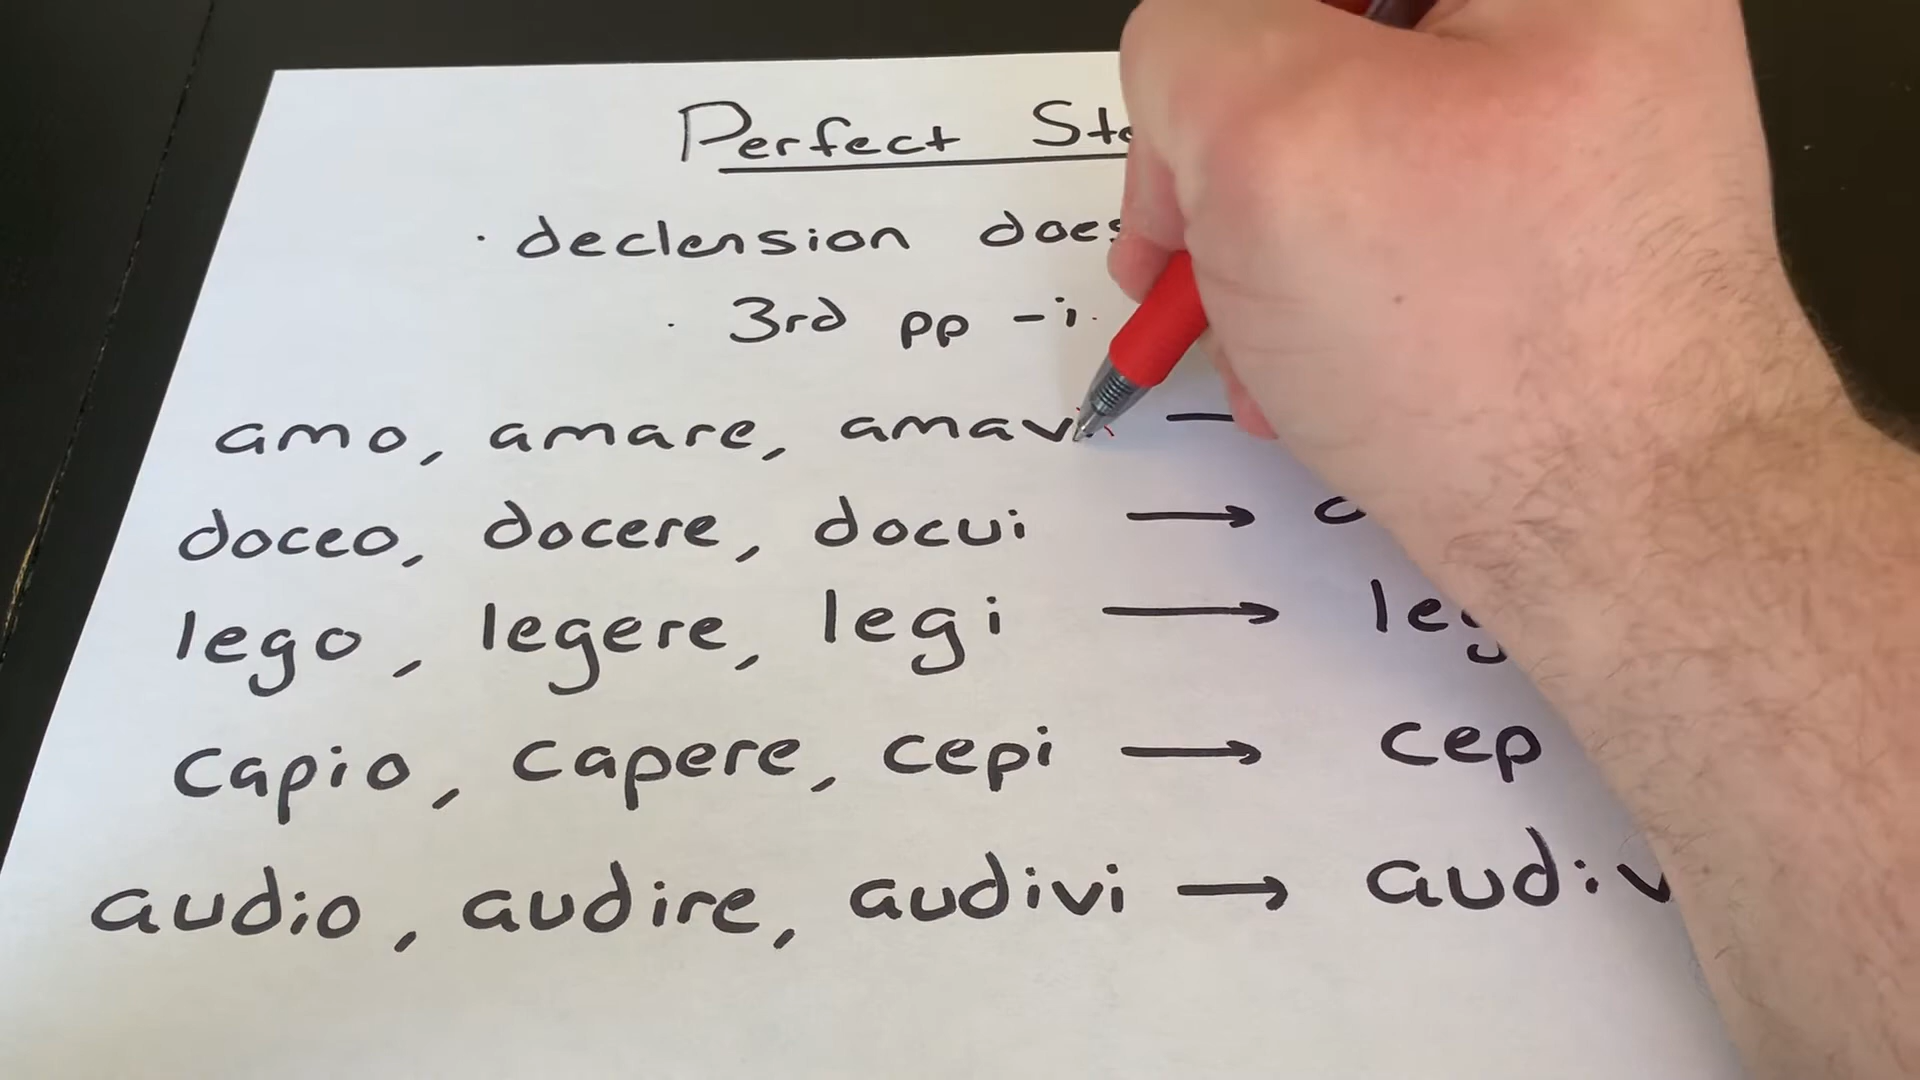 Perfect
· declension does
· 3rd pp -i
amo, amare, amavi →
doceo, docere, docui →
lego, legere, legi →
capio, capere, cepi → cep
audio, audire, audivi → audiv